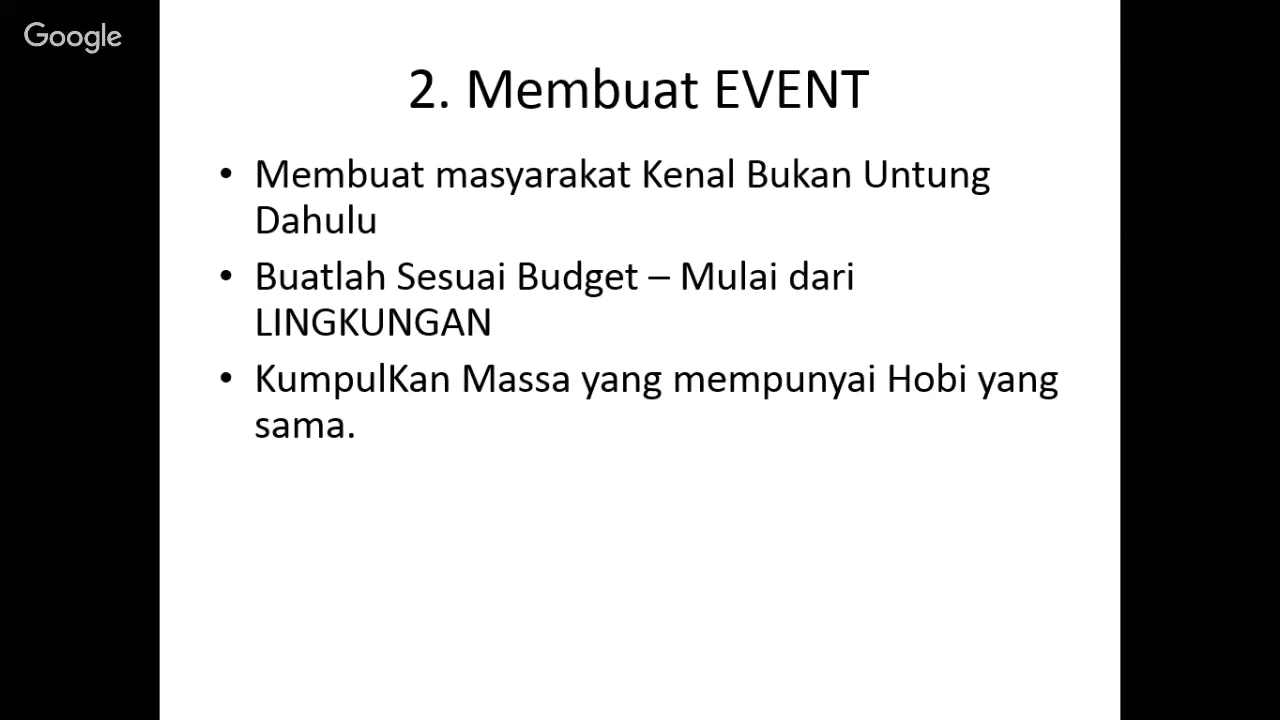 Google
2. Membuat EVENT
• Membuat masyarakat Kenal Bukan Untung
Dahulu
• Buatlah Sesuai Budget – Mulai dari
LINGKUNGAN
• KumpulKan Massa yang mempunyai Hobi yang
sama.